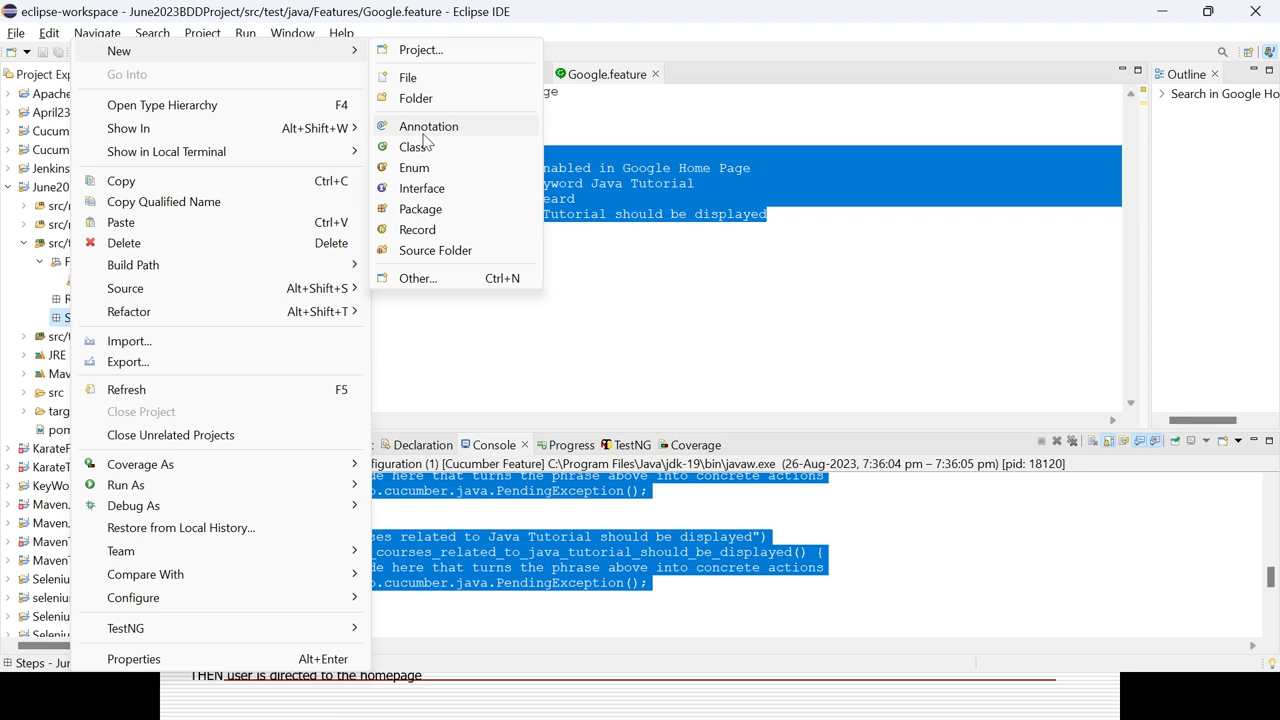 eclipse-workspace - June2023BDDProject/src/test/java/Features/Google.feature - Eclipse IDE
File Edit Navigate Search Project Run Window Help
Project Exp
Apache
April23
Cucum
Cucum
Jenkins
June20
src/
src/
src/t
F
src/t
JRE
Mav
src
targ
pom
KarateF
KarateT
KeyWo
Maven.
Maven.
MavenT
MavenT
Seleniu
seleniu
Seleniu
Seleniu
New
Go Into
Open Type Hierarchy F4
Show In Alt+Shift+W
Show in Local Terminal
Copy Ctrl+C
Copy Qualified Name
Paste Ctrl+V
Delete Delete
Build Path
Source Alt+Shift+S
Refactor Alt+Shift+T
Import...
Export...
Refresh F5
Close Project
Close Unrelated Projects
Coverage As
Run As
Debug As
Restore from Local History...
Team
Compare With
Configure
TestNG
Properties Alt+Enter
Project...
File
Folder
Annotation
Class
Enum
Interface
Package
Record
Source Folder
Other... Ctrl+N
Google.feature
ge
nabled in Google Home Page
yword Java Tutorial
eard
Tutorial should be displayed
Outline
Search in Google Ho
Declaration Console Progress TestNG Coverage
figuration (1) [Cucumber Feature] C:\Program Files\Java\jdk-19\bin\javaw.exe (26-Aug-2023, 7:36:04 pm – 7:36:05 pm) [pid: 18120]
de here that turns the phrase above into concrete actions
o.cucumber.java.PendingException();
ses related to Java Tutorial should be displayed")
_courses_related_to_java_tutorial_should_be_displayed() {
de here that turns the phrase above into concrete actions
o.cucumber.java.PendingException();
Steps - Jun
THEN user is directed to the homepage